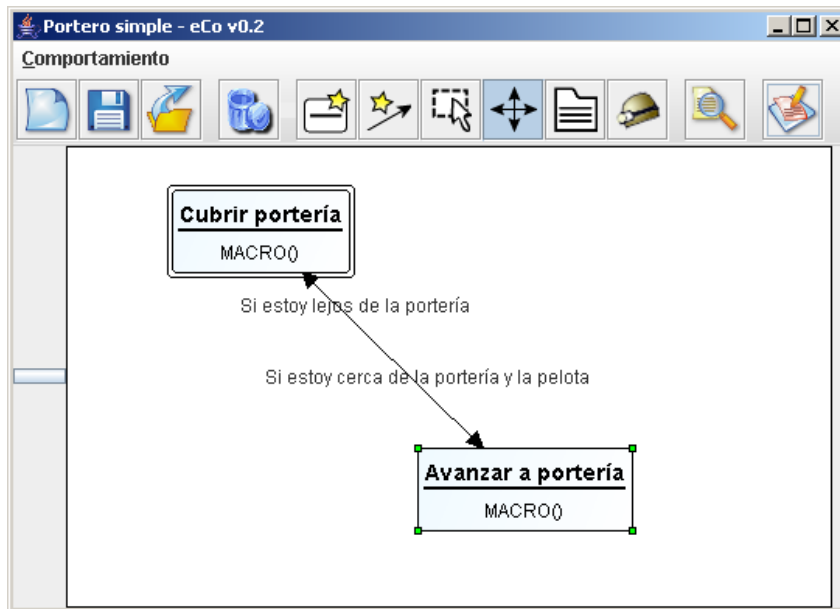 Portero simple - eCo v0.2
Comportamiento
Cubrir portería
MACRO()
Si estoy lejos de la portería
Si estoy cerca de la portería y la pelota
Avanzar a portería
MACRO()